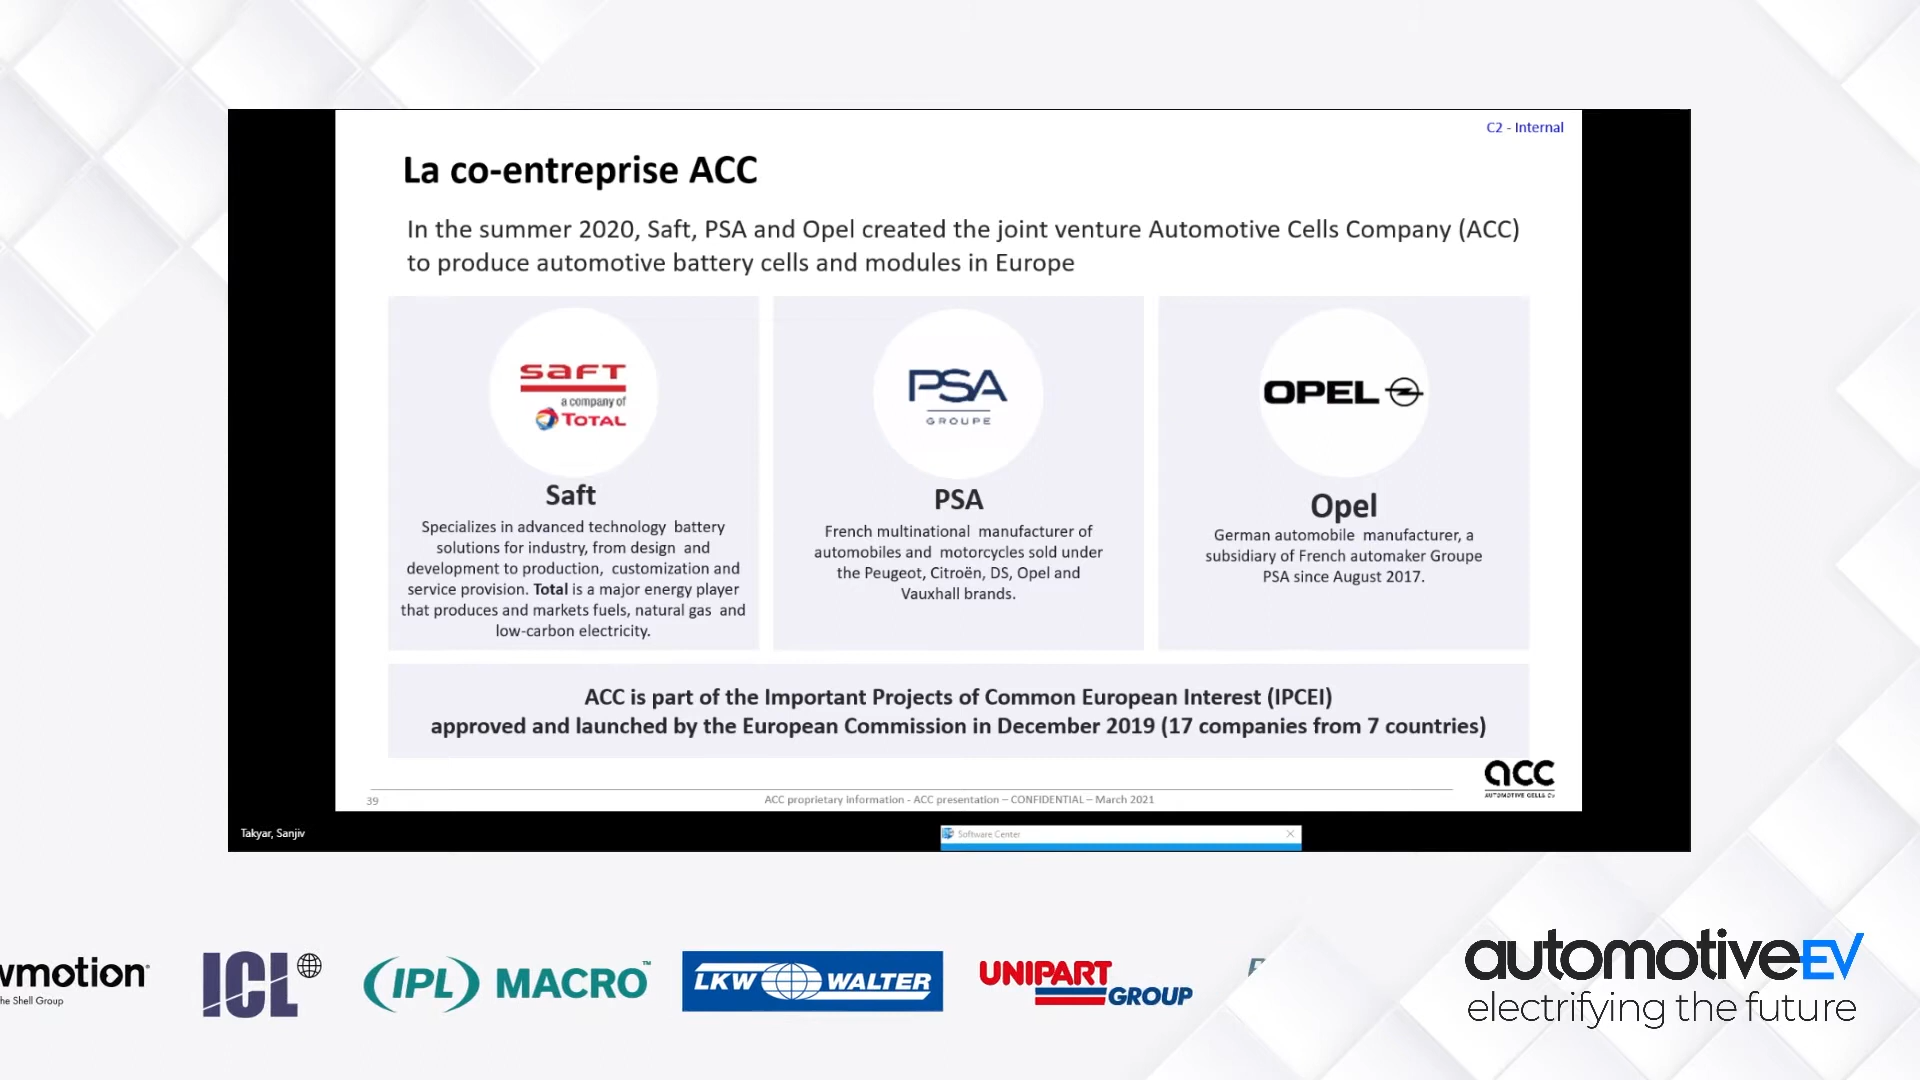 C2 - Internal
La co-entreprise ACC
In the summer 2020, Saft, PSA and Opel created the joint venture Automotive Cells Company (ACC)
to produce automotive battery cells and modules in Europe
SAFT
a company of
TOTAL
Saft
Specializes in advanced technology battery
solutions for industry, from design and
development to production, customization and
service provision. Total is a major energy player
that produces and markets fuels, natural gas and
low-carbon electricity.
PSA
GROUPE
PSA
French multinational manufacturer of
automobiles and motorcycles sold under
the Peugeot, Citroën, DS, Opel and
Vauxhall brands.
OPEL
Opel
German automobile manufacturer, a
subsidiary of French automaker Groupe
PSA since August 2017.
ACC is part of the Important Projects of Common European Interest (IPCEI)
approved and launched by the European Commission in December 2019 (17 companies from 7 countries)
acc
AUTOMOTIVE CELLS Co
39
ACC proprietary information - ACC presentation – CONFIDENTIAL – March 2021
Takyar, Sanjiv
Software Center
wmotion
he Shell Group
ICL
(IPL) MACRO™
LKW WALTER
UNIPART
GROUP
automotiveEV
electrifying the future